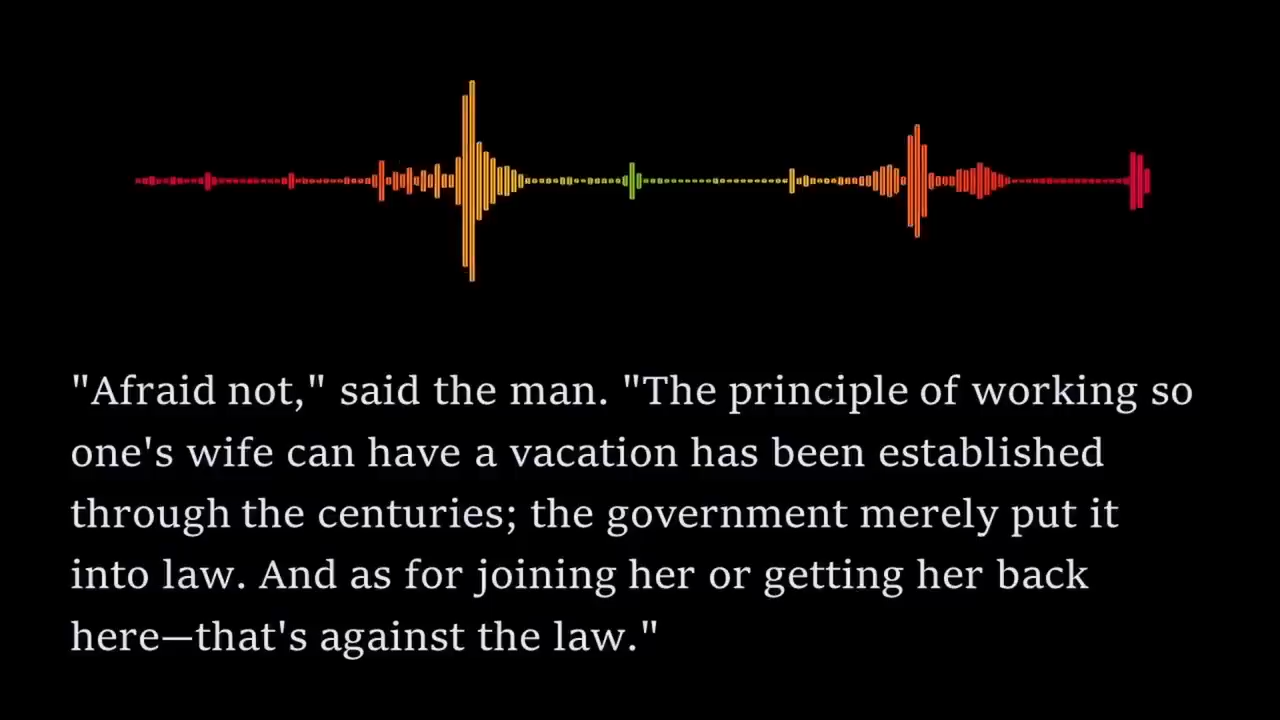 "Afraid not," said the man. "The principle of working so
one's wife can have a vacation has been established
through the centuries; the government merely put it
into law. And as for joining her or getting her back
here—that's against the law."